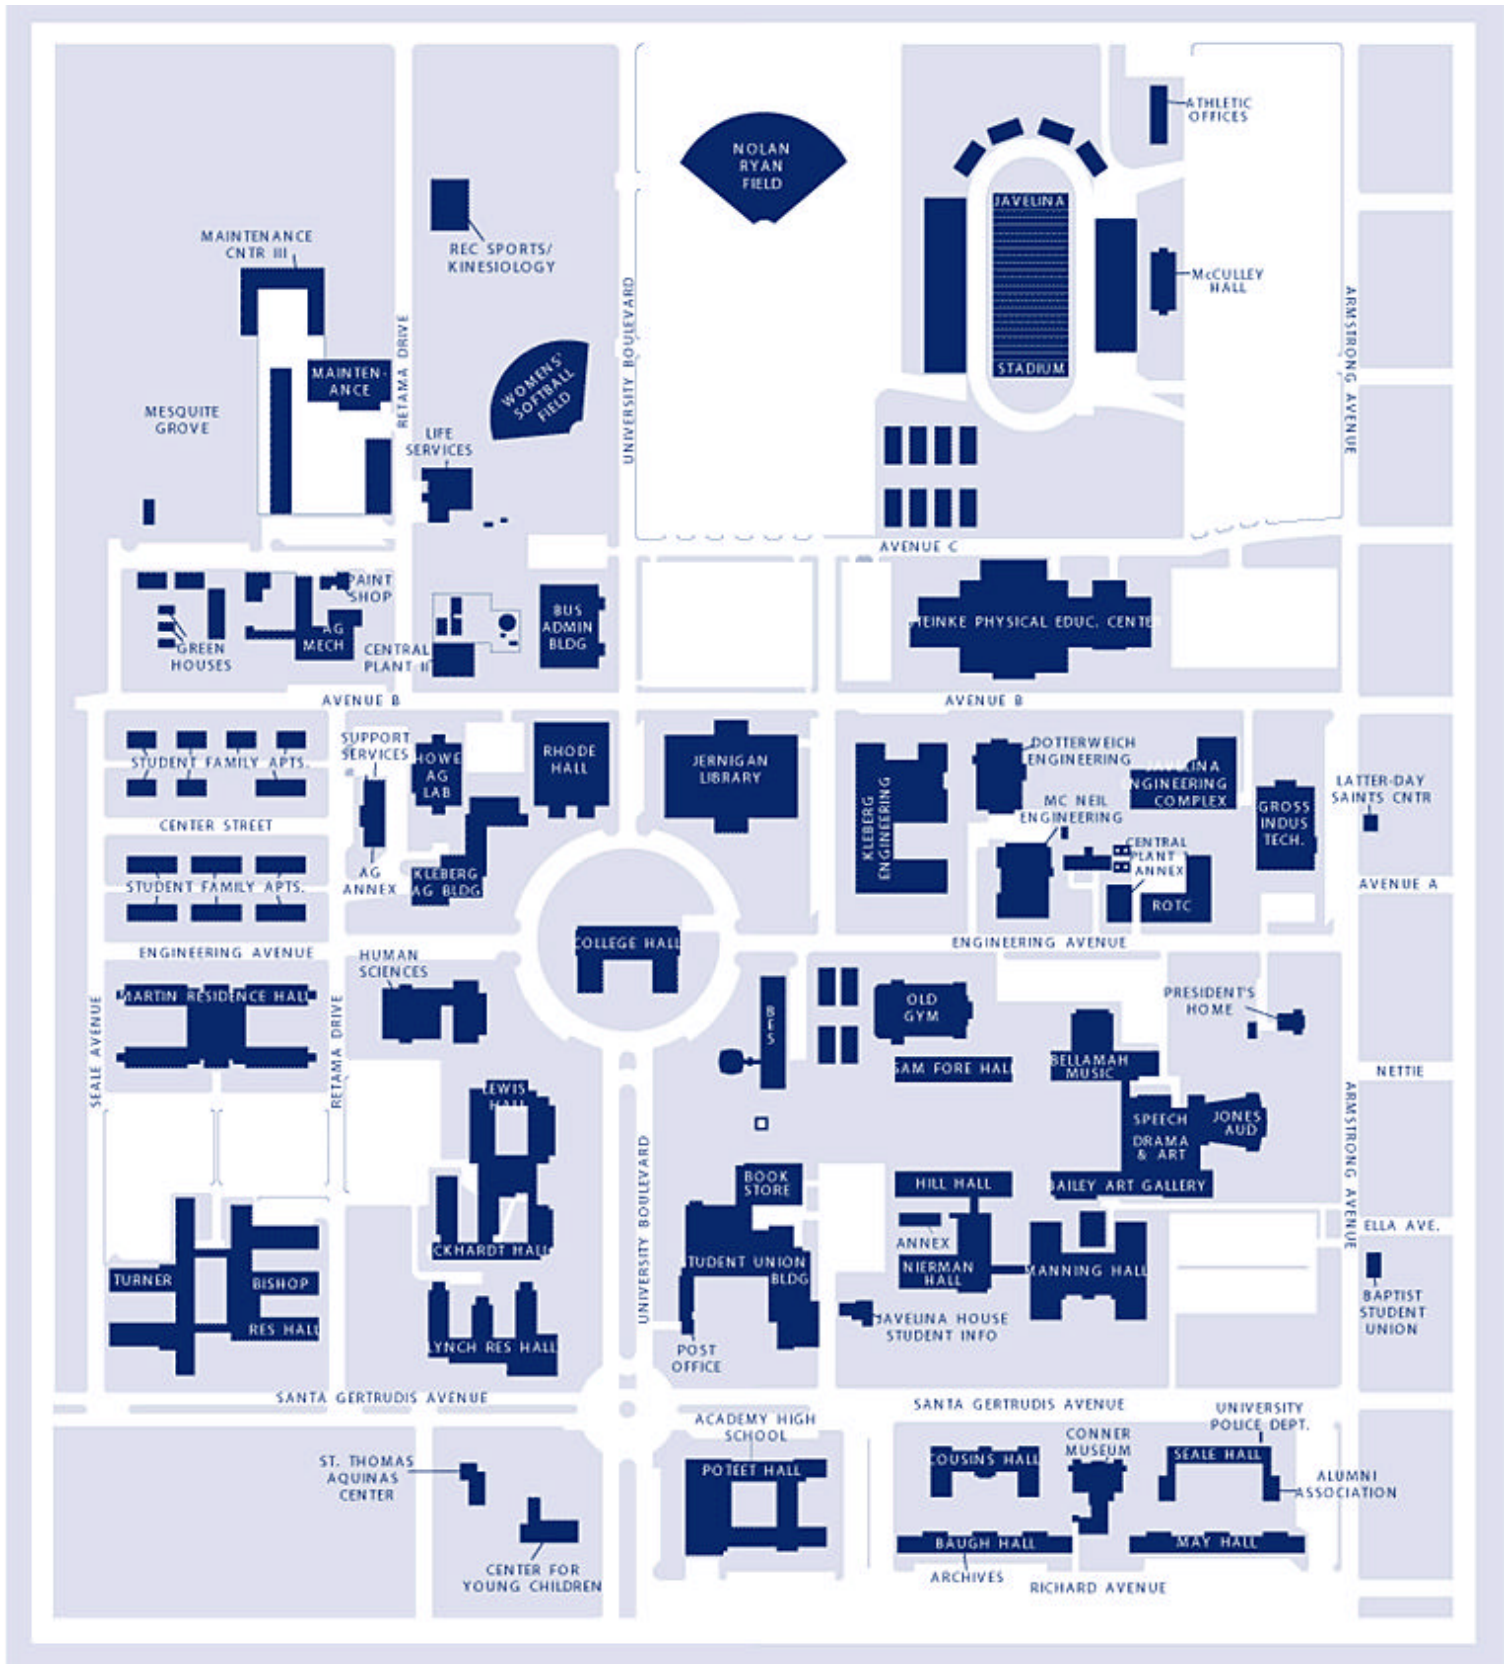 NOLAN
RYAN
FIELD
ATHLETIC
OFFICES
JAVELINA
STADIUM
McCULLEY
HALL
MAINTENANCE
CNTR III
REC SPORTS/
KINESIOLOGY
MAINTEN-
ANCE
RETAMA DRIVE
WOMENS'
SOFTBALL
FIELD
UNIVERSITY BOULEVARD
ARMSTRONG AVENUE
MESQUITE
GROVE
LIFE
SERVICES
AVENUE C
PAINT
SHOP
GREEN
HOUSES
AG
MECH
CENTRAL
PLANT II
BUS
ADMIN
BLDG
TEINKE PHYSICAL EDUC. CENTE
AVENUE B
AVENUE B
SUPPORT
SERVICES
HOWE
AG
LAB
RHODE
HALL
JERNIGAN
LIBRARY
KLEBERG
ENGINEERING
DOTTERWEICH
ENGINEERING
JAVELINA
ENGINEERING
COMPLEX
MC NEIL
ENGINEERING
GROSS
INDUS
TECH.
LATTER-DAY
SAINTS CNTR
STUDENT FAMILY APTS.
CENTER STREET
STUDENT FAMILY APTS.
AG
ANNEX
KLEBERG
AG BLDG
CENTRAL
PLANT
ANNEX
ROTC
AVENUE A
COLLEGE HALL
ENGINEERING AVENUE
ENGINEERING AVENUE
HUMAN
SCIENCES
MARTIN RESIDENCE HALL
SEALE AVENUE
RETAMA DRIVE
BES
OLD
GYM
SAM FORE HAL
PRESIDENT'S
HOME
BELLAMAH
MUSIC
NETTIE
LEWIS
HALL
SPEECH
DRAMA
& ART
JONES
AUD
UNIVERSITY BOULEVARD
ARMSTRONG AVENUE
BOOK
STORE
HILL HALL
BAILEY ART GALLERY
ELLA AVE.
ANNEX
CKHARDT HALL
TUDENT UNION
BLDG
NIERMAN
HALL
MANNING HALL
TURNER
BISHOP
RES HALL
JAVELINA HOUSE
STUDENT INFO
BAPTIST
STUDENT
UNION
LYNCH RES HALL
POST
OFFICE
SANTA GERTRUDIS AVENUE
SANTA GERTRUDIS AVENUE
ACADEMY HIGH
SCHOOL
POTEET HALL
UNIVERSITY
POLICE DEPT.
CONNER
MUSEUM
COUSINS HALL
SEALE HALL
ALUMNI
ASSOCIATION
ST. THOMAS
AQUINAS
CENTER
BAUGH HALL
MAY HALL
CENTER FOR
YOUNG CHILDREN
ARCHIVES
RICHARD AVENUE